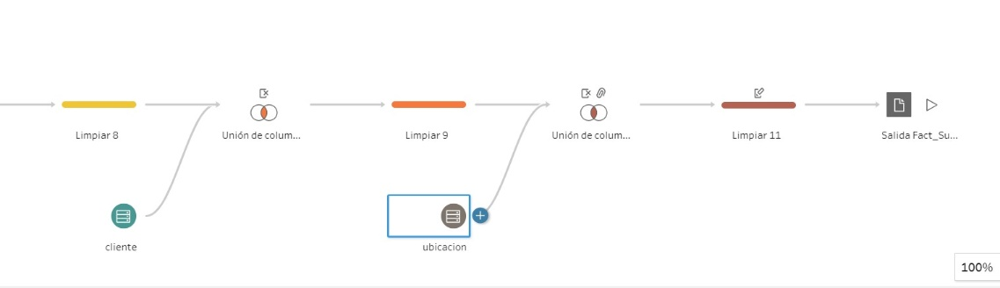 Limpiar 8
Unión de colum...
Limpiar 9
Unión de colum...
Limpiar 11
Salida Fact_Su...
cliente
ubicacion
100%